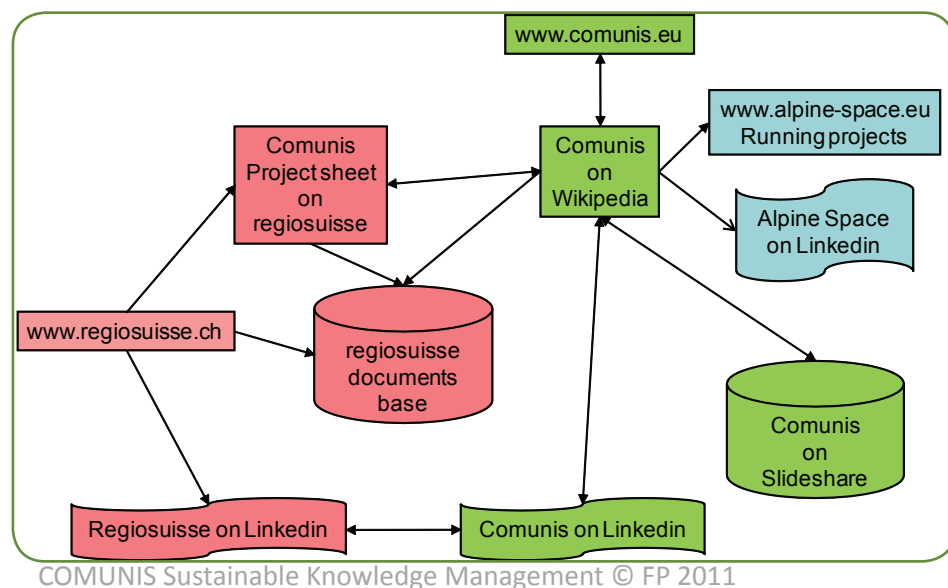 www.comunis.eu
www.alpine-space.eu
Running projects
Comunis
Project sheet
on
regiosuisse
Comunis
on
Wikipedia
Alpine Space
on Linkedin
www.regiosuisse.ch
regiosuisse
documents
base
Comunis
on
Slideshare
Regiosuisse on Linkedin
Comunis on Linkedin
COMUNIS Sustainable Knowledge Management © FP 2011